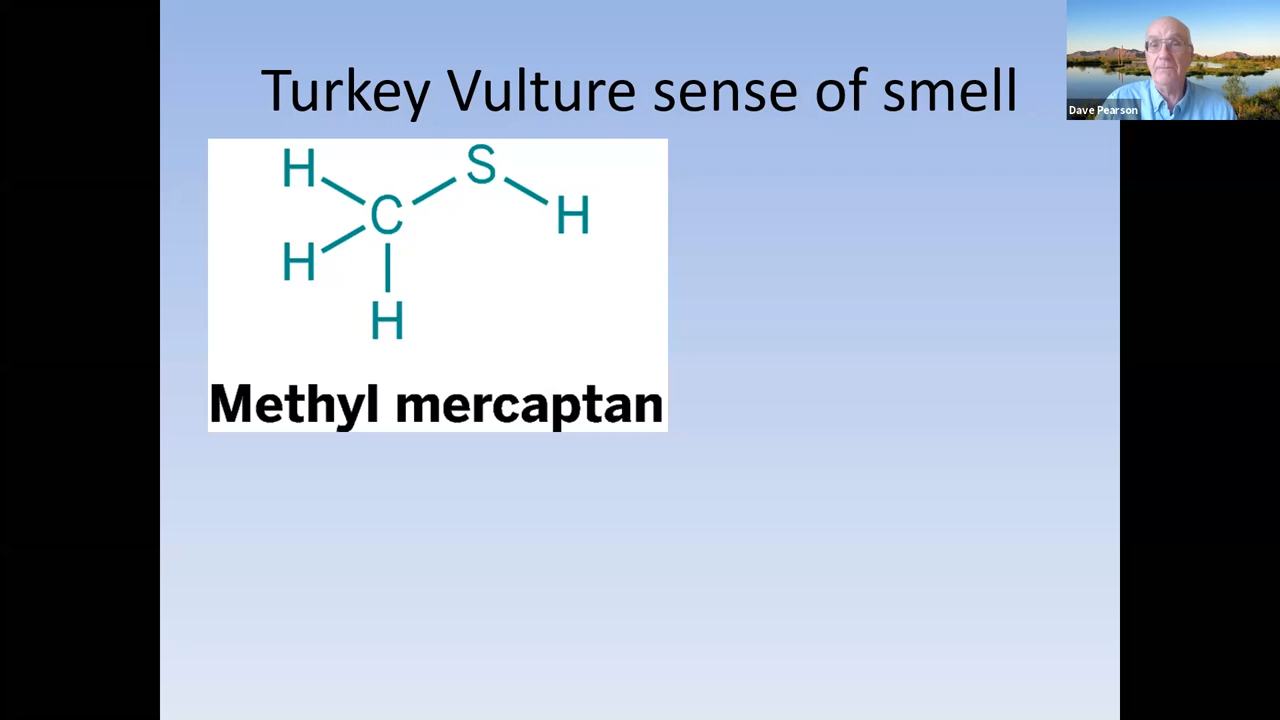 Turkey Vulture sense of smell
Dave Pearson
H
S
C
H
H
H
Methyl mercaptan